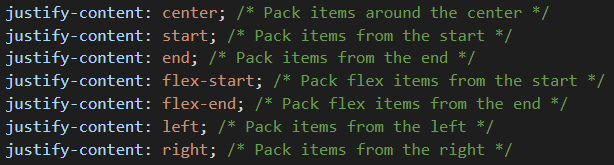 justify-content: center; /* Pack items around the center */
justify-content: start; /* Pack items from the start */
justify-content: end; /* Pack items from the end */
justify-content: flex-start; /* Pack flex items from the start */
justify-content: flex-end; /* Pack flex items from the end */
justify-content: left; /* Pack items from the left */
justify-content: right; /* Pack items from the right */